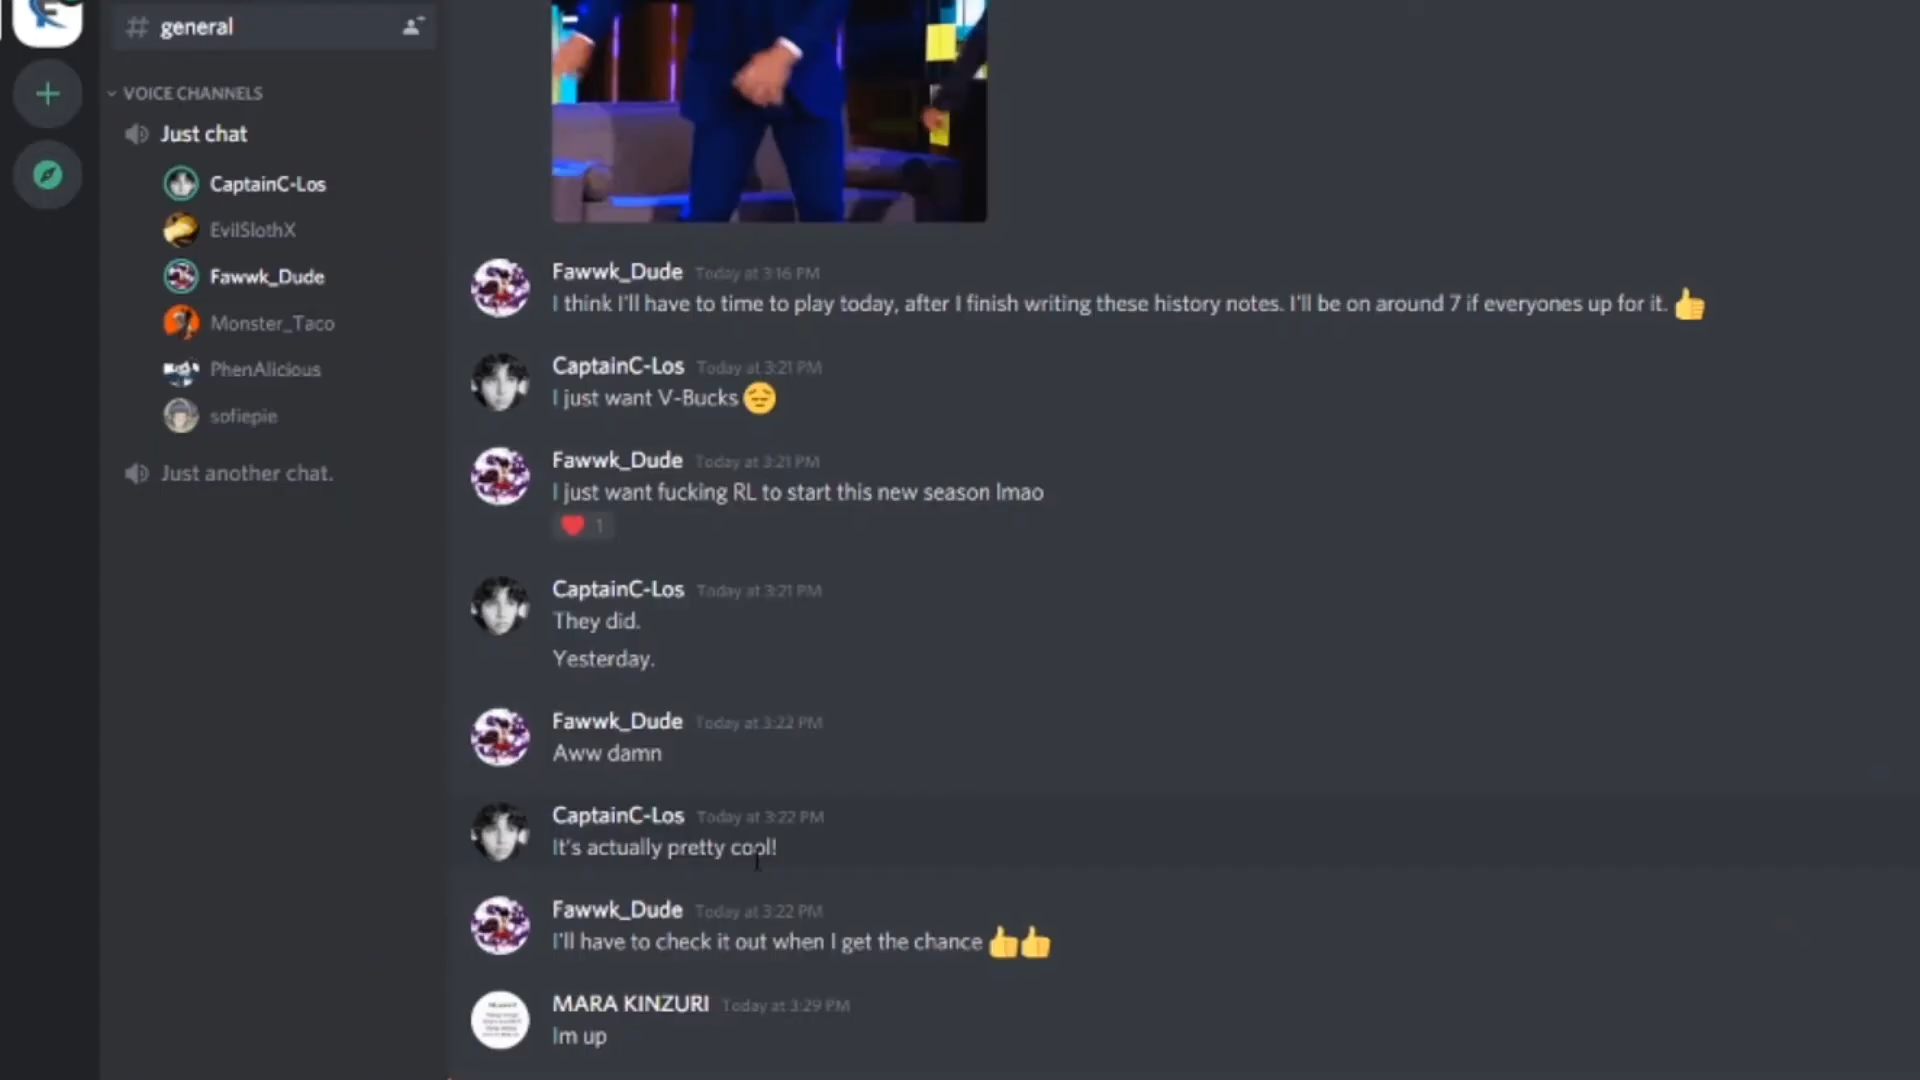 general
VOICE CHANNELS
Just chat
CaptainC-Los
EvilSlothX
Fawwk_Dude
Monster_Taco
PhenAlicious
sofiepie
Just another chat.
Fawwk_Dude Today at 3:16 PM
I think I'll have to time to play today, after I finish writing these history notes. I'll be on around 7 if everyones up for it. 👍
CaptainC-Los Today at 3:21 PM
I just want V-Bucks 😔
Fawwk_Dude Today at 3:21 PM
I just want fucking RL to start this new season lmao
❤️ 1
CaptainC-Los Today at 3:21 PM
They did.
Yesterday.
Fawwk_Dude Today at 3:22 PM
Aww damn
CaptainC-Los Today at 3:22 PM
It's actually pretty cool!
Fawwk_Dude Today at 3:22 PM
I'll have to check it out when I get the chance 👍👍
MARA KINZURI Today at 3:29 PM
Im up